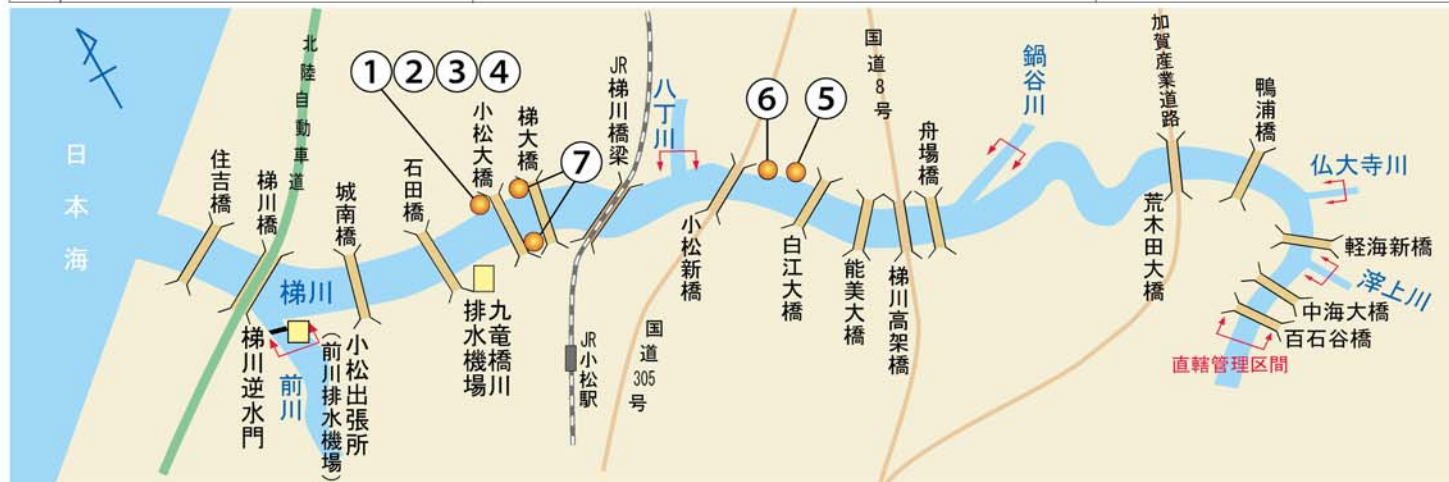 日本海
住吉橋
梯川橋
北陸自動車道
城南橋
石田橋
① ② ③ ④
小松大橋
梯大橋
⑦
JR梯川橋梁
八丁川
⑥
⑤
国道8号
舟場橋
鍋谷川
加賀産業道路
鴨浦橋
仏大寺川
梯川
梯川逆水門
前川
小松出張所
(前川排水機場)
九竜橋川
排水機場
JR小松駅
国道305号
小松新橋
白江大橋
能美大橋
梯川高架橋
荒木田大橋
軽海新橋
滓上川
中海大橋
百石谷橋
直轄管理区間